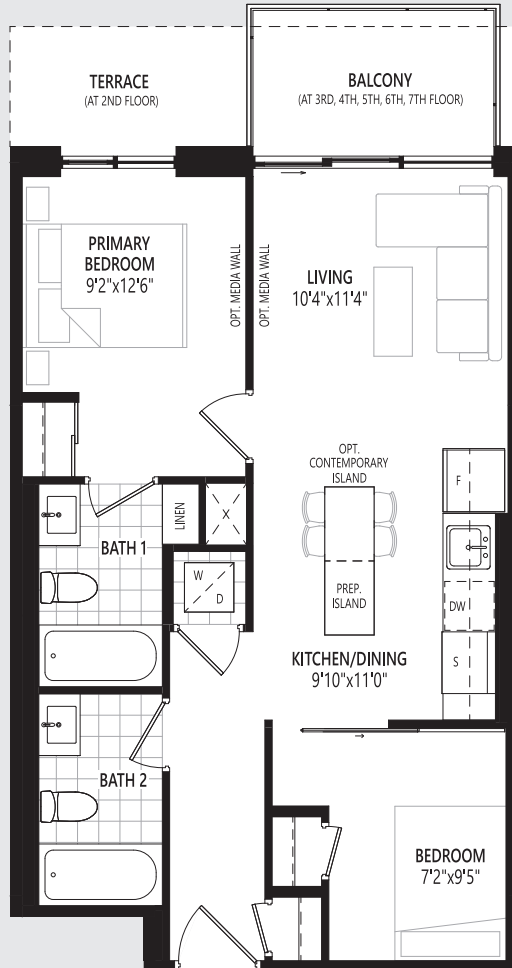 TERRACE
(AT 2ND FLOOR)
BALCONY
(AT 3RD, 4TH, 5TH, 6TH, 7TH FLOOR)
PRIMARY
BEDROOM
9'2"x12'6"
OPT. MEDIA WALL
OPT. MEDIA WALL
LIVING
10'4"x11'4"
OPT.
CONTEMPORARY
ISLAND
F
LINEN
X
BATH 1
W
D
PREP.
ISLAND
DW
S
KITCHEN/DINING
9'10"x11'0"
BATH 2
BEDROOM
7'2"x9'5"